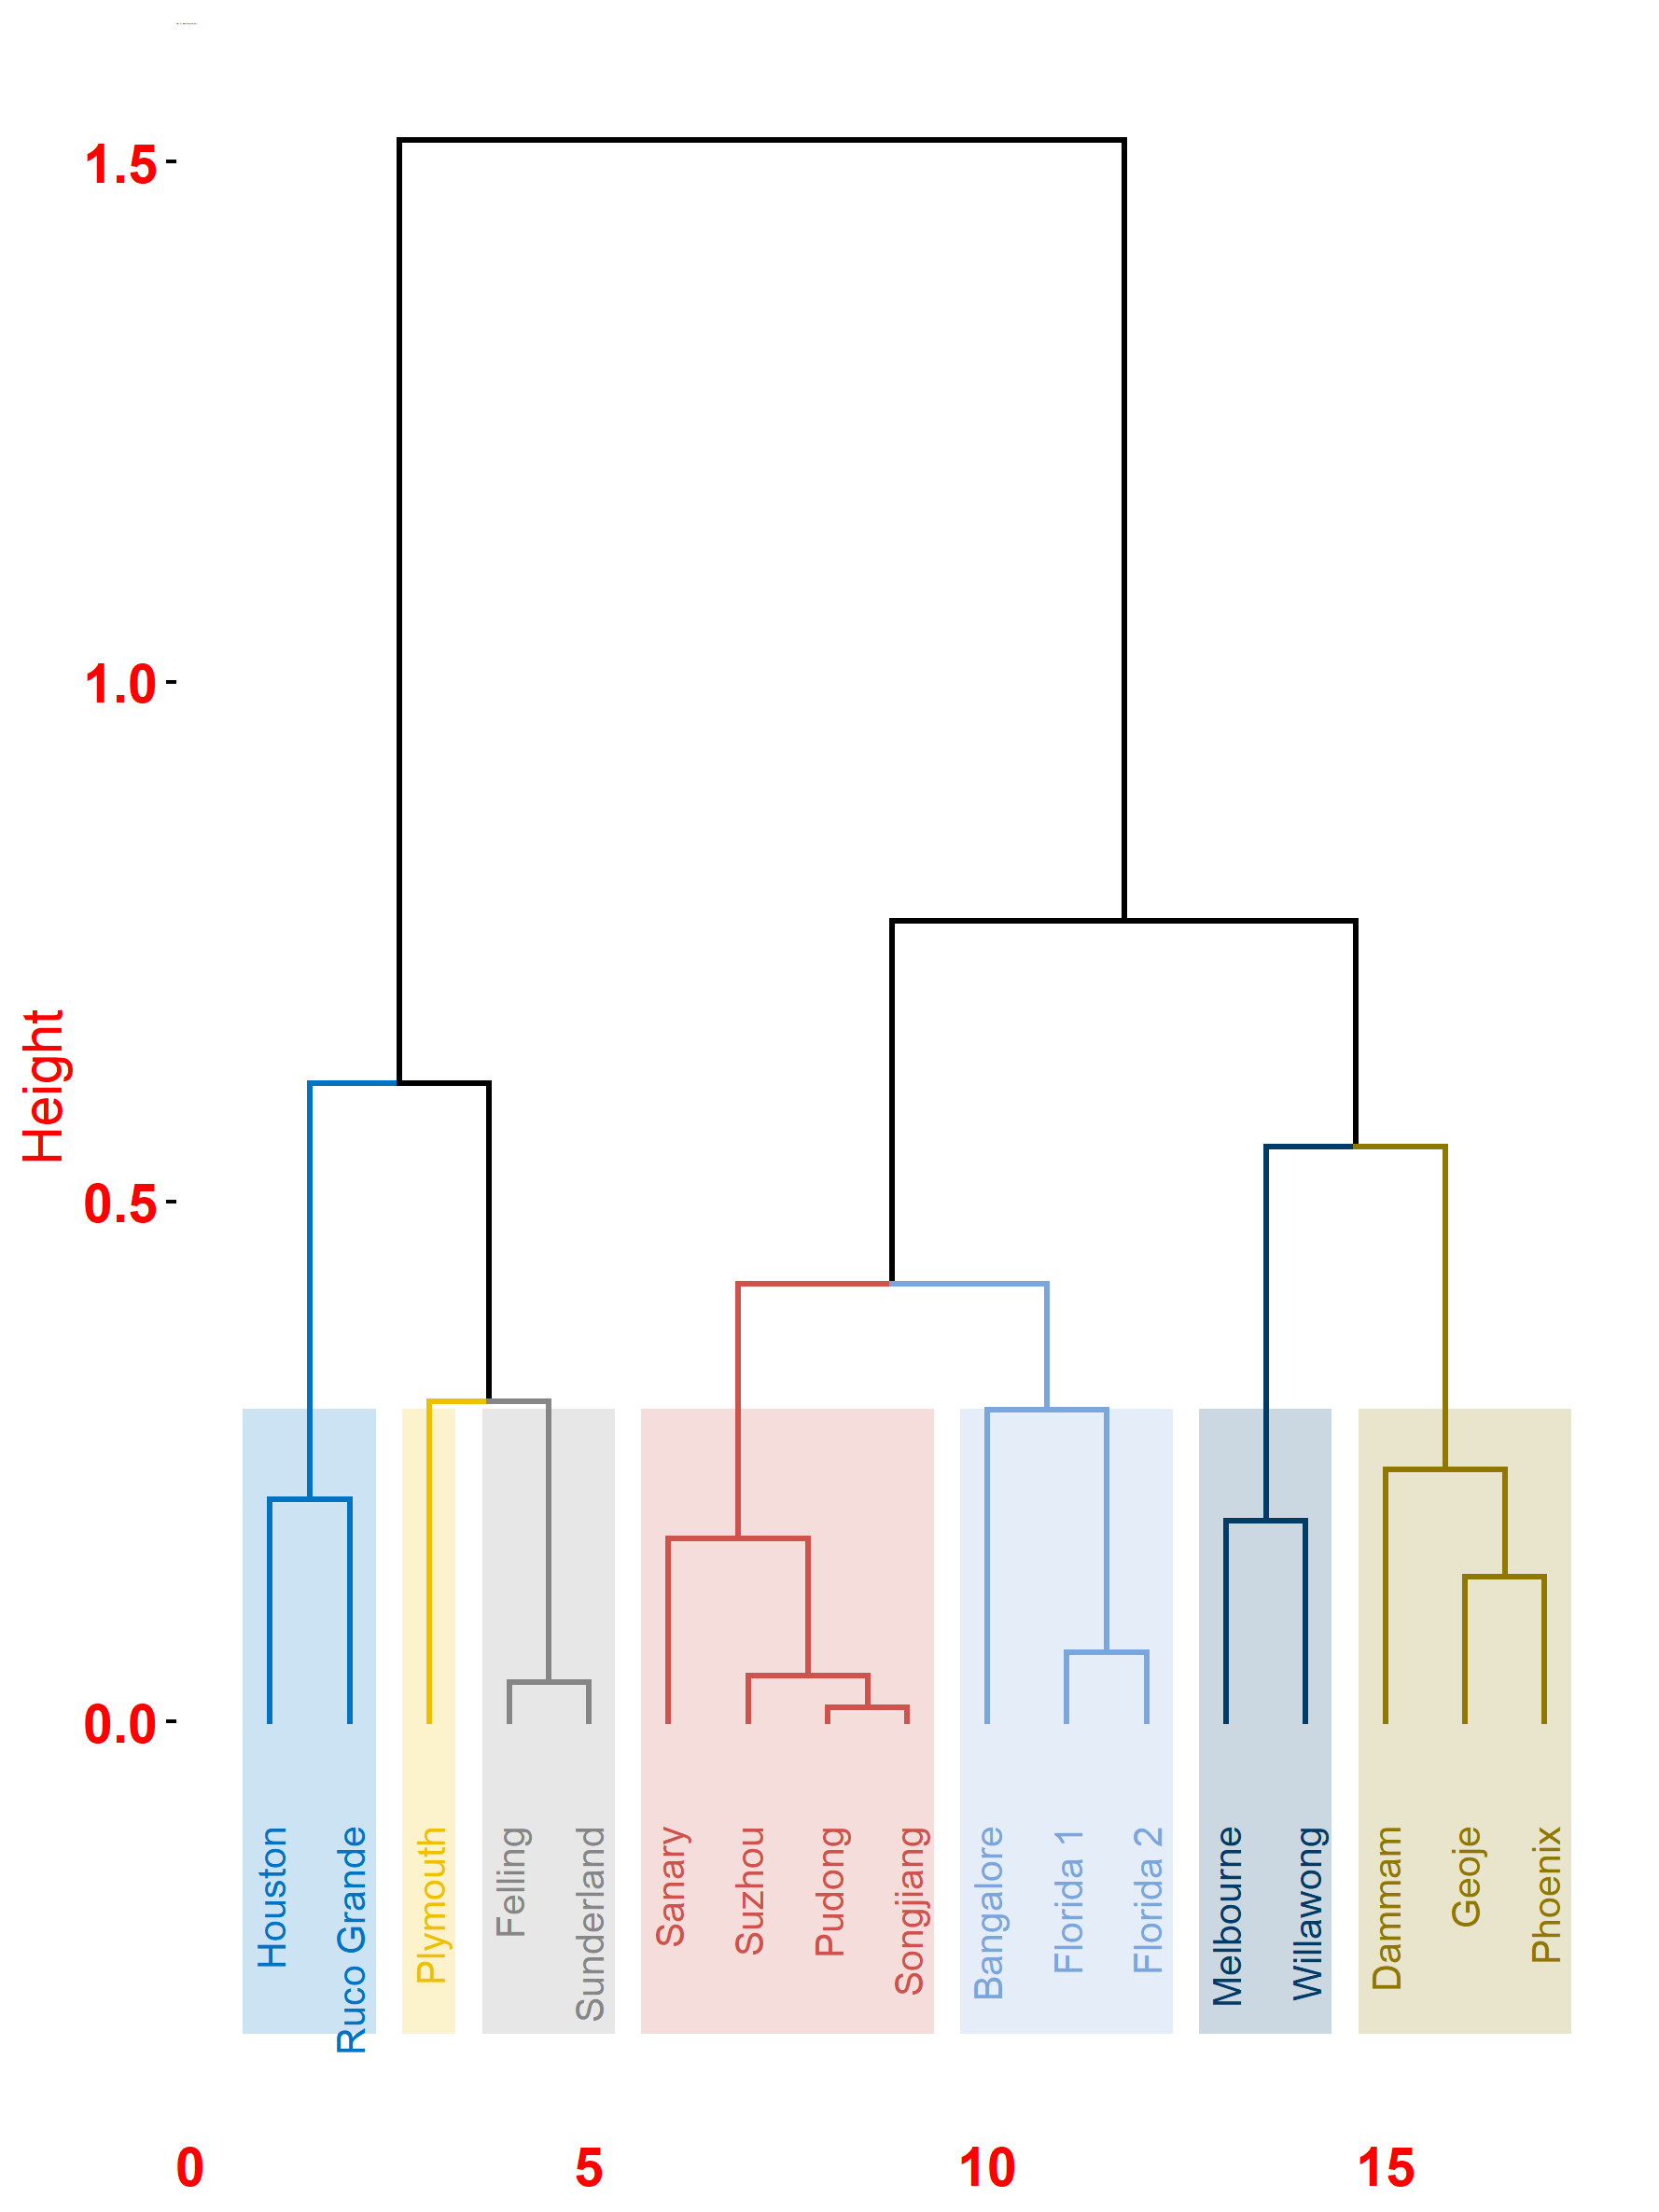 1.5
1.0
0.5
0.0
Height
Houston
Ruco Grande
Plymouth
Felling
Sunderland
Sanary
Suzhou
Pudong
Songjiang
Bangalore
Florida 1
Florida 2
Melbourne
Willawong
Dammam
Geoje
Phoenix
0
5
10
15